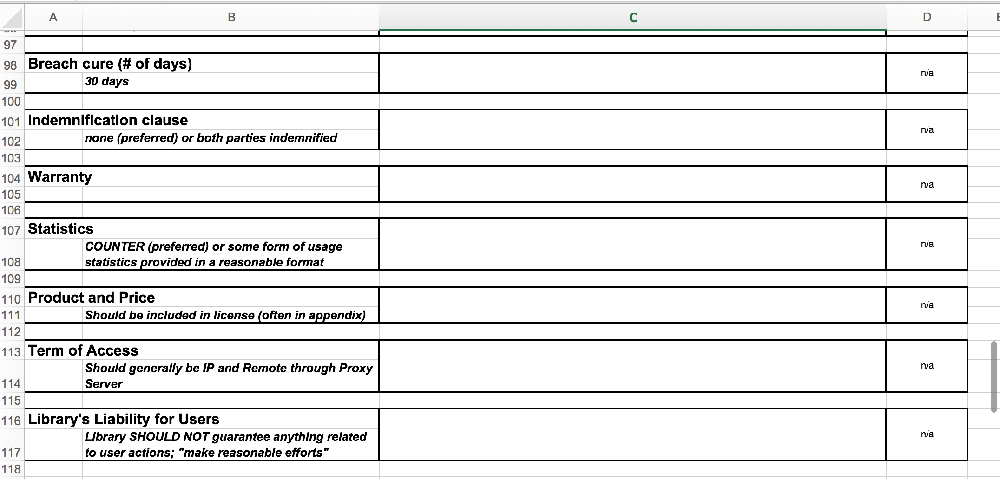 A B C D
97
98 Breach cure (# of days)
n/a
99 30 days
100
101 Indemnification clause
n/a
102 none (preferred) or both parties indemnified
103
104 Warranty
n/a
105
106
107 Statistics
n/a
COUNTER (preferred) or some form of usage
108 statistics provided in a reasonable format
109
110 Product and Price
n/a
111 Should be included in license (often in appendix)
112
113 Term of Access
n/a
Should generally be IP and Remote through Proxy
114 Server
115
116 Library's Liability for Users
n/a
Library SHOULD NOT guarantee anything related
117 to user actions; "make reasonable efforts"
118